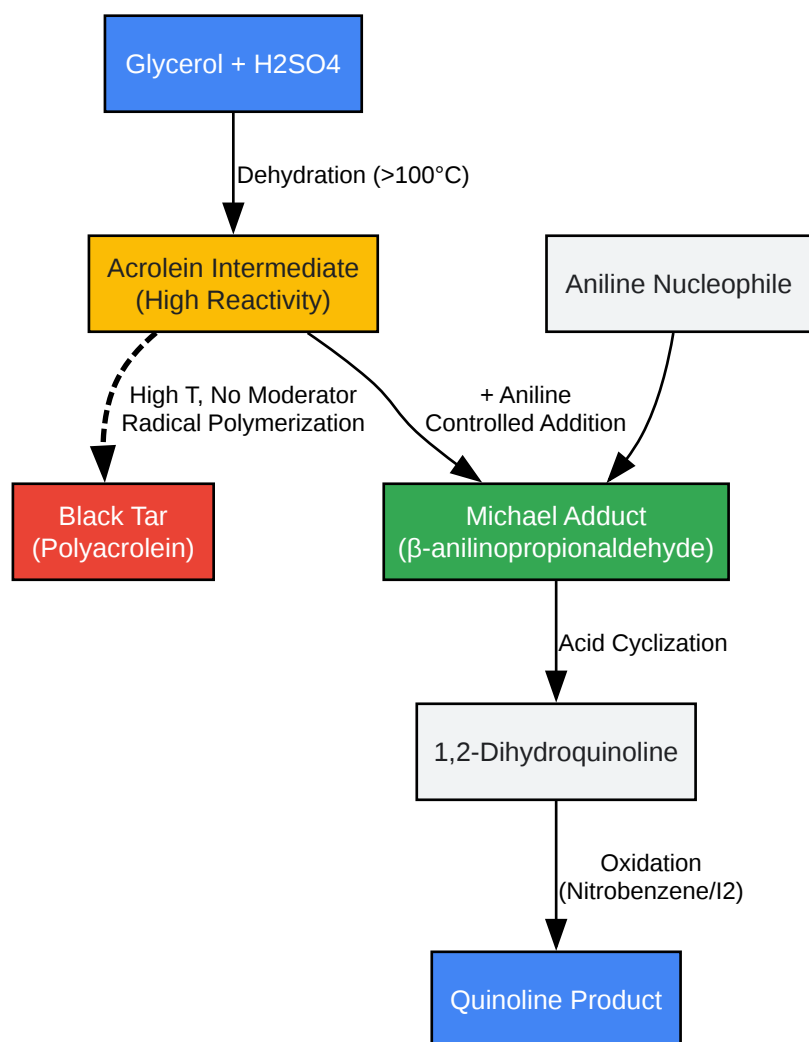 Glycerol + H2SO4
Dehydration (>100°C)
Acrolein Intermediate
(High Reactivity)
Aniline Nucleophile
High T, No Moderator
Radical Polymerization
+ Aniline
Controlled Addition
Black Tar
(Polyacrolein)
Michael Adduct
(β-anilinopropionaldehyde)
Acid Cyclization
1,2-Dihydroquinoline
Oxidation
(Nitrobenzene/I2)
Quinoline Product